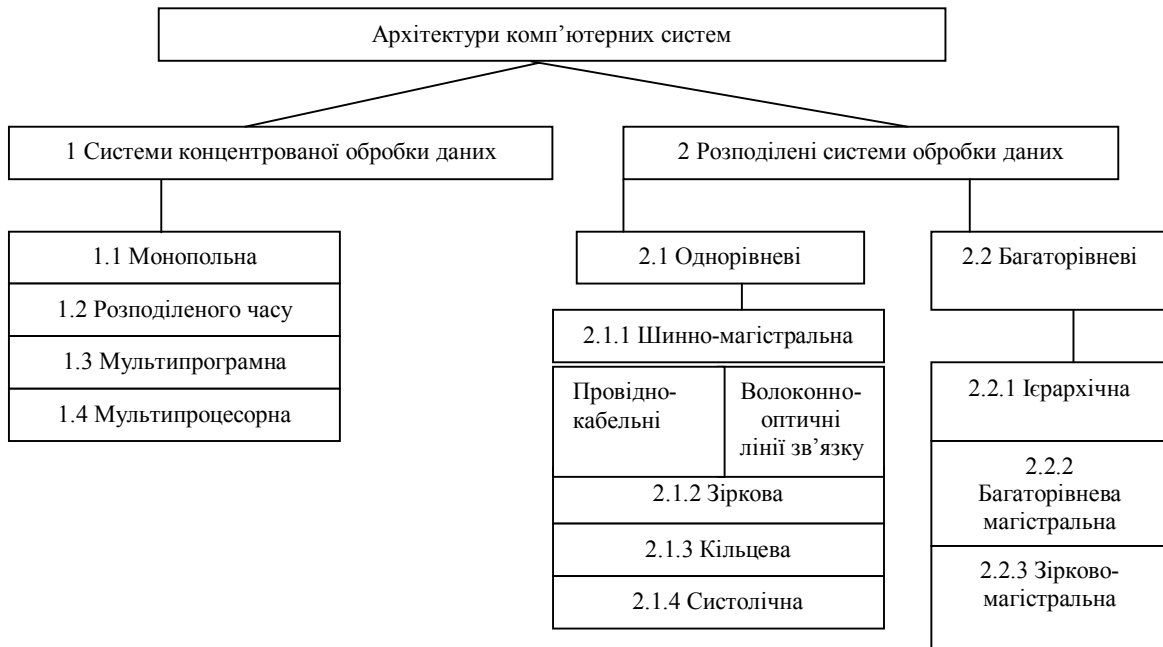 Архітектури комп’ютерних систем
1 Системи концентрованої обробки даних
2 Розподілені системи обробки даних
1.1 Монопольна
1.2 Розподіленого часу
1.3 Мультипрограмна
1.4 Мультипроцесорна
2.1 Однорівневі
2.1.1 Шинно-магістральна
Провідно-
кабельні
Волоконно-
оптичні
лінії зв’язку
2.1.2 Зіркова
2.1.3 Кільцева
2.1.4 Систолічна
2.2 Багаторівневі
2.2.1 Ієрархічна
2.2.2
Багаторівнева
магістральна
2.2.3 Зірково-
магістральна